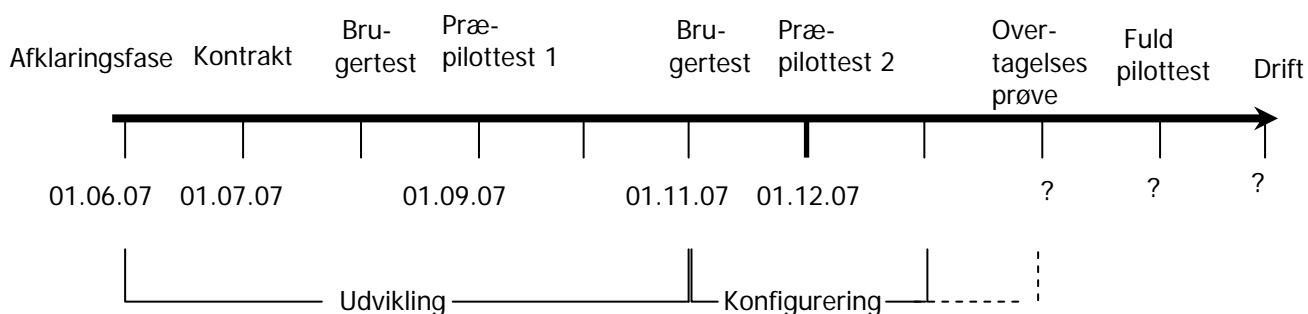 Afklaringsfase
Kontrakt
Bru-
gertest
Præ-
pilottest 1
Bru-
gertest
Præ-
pilottest 2
Over-
tagelses
prøve
Fuld
pilottest
Drift
01.06.07
01.07.07
01.09.07
01.11.07
01.12.07
?
?
?
Udvikling
Konfigurering